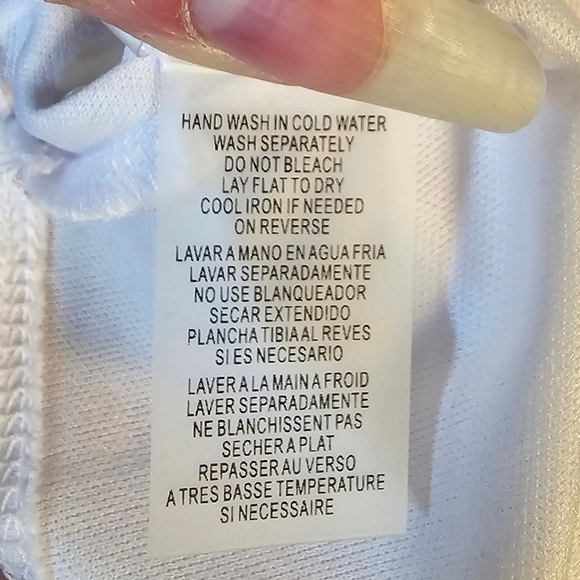 HAND WASH IN COLD WATER
WASH SEPARATELY
DO NOT BLEACH
LAY FLAT TO DRY
COOL IRON IF NEEDED
ON REVERSE
LAVAR A MANO EN AGUA FRIA
LAVAR SEPARADAMENTE
NO USE BLANQUEADOR
SECAR EXTENDIDO
PLANCHA TIBIA AL REVES
SI ES NECESARIO
LAVER A LA MAIN A FROID
LAVER SEPARADAMENTE
NE BLANCHISSENT PAS
SECHER A PLAT
REPASSER AU VERSO
A TRES BASSE TEMPERATURE
SI NECESSAIRE